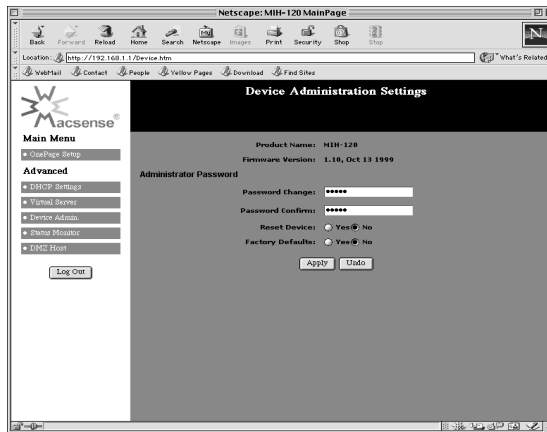 Netscape: MIH-120 MainPage
Back Forward Reload Home Search Netscape Images Print Security Shop Stop
Location: http://192.168.1.1/Device.htm What's Related
WebMail Contact People Yellow Pages Download Find Sites
Macsense®
Main Menu
OnePage Setup
Advanced
DHCP Settings
Virtual Server
Device Admin.
Status Monitor
DMZ Host
Log Out
Device Administration Settings
Product Name: MIH-120
Firmware Version: 1.10, Oct 13 1999
Administrator Password
Password Change: •••••
Password Confirm: •••••
Reset Device: Yes No
Factory Defaults: Yes No
Apply Undo